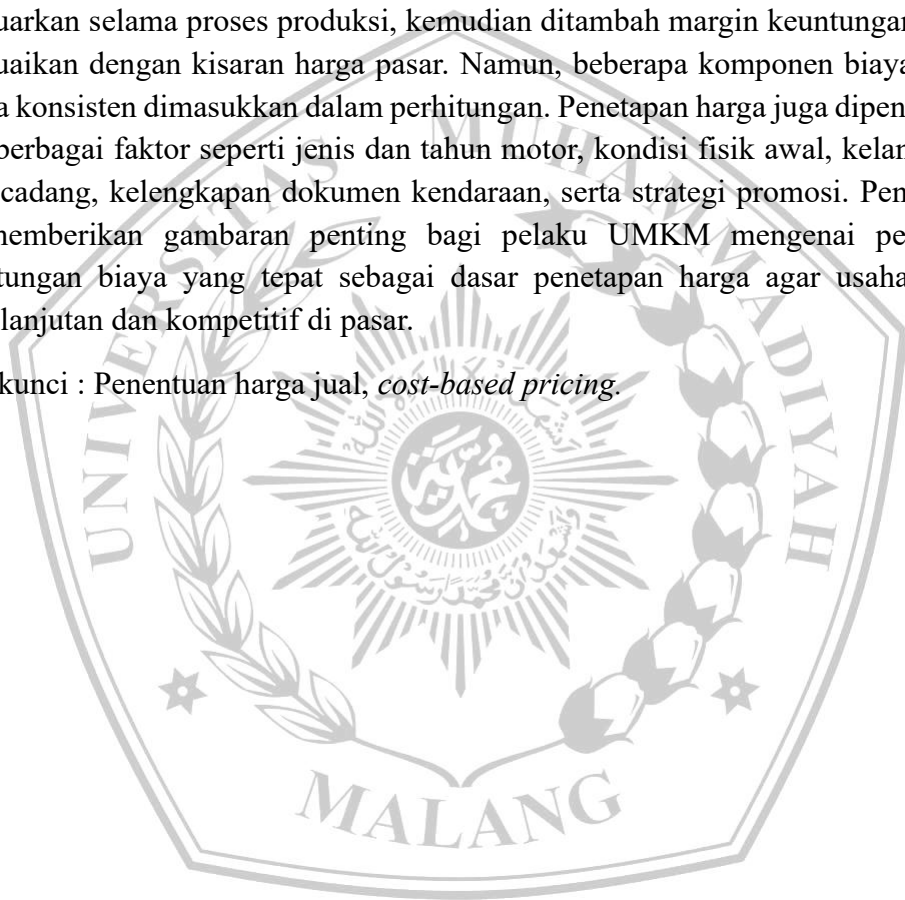 uarkan selama proses produksi, kemudian ditambah margin keuntungan
uaikan dengan kisaran harga pasar. Namun, beberapa komponen biaya
a konsisten dimasukkan dalam perhitungan. Penetapan harga juga dipen
berbagai faktor seperti jenis dan tahun motor, kondisi fisik awal, kelan
cadang, kelengkapan dokumen kendaraan, serta strategi promosi. Pen
memberikan gambaran penting bagi pelaku UMKM mengenai pe
tungan biaya yang tepat sebagai dasar penetapan harga agar usaha
lanjutan dan kompetitif di pasar.
kunci : Penentuan harga jual, cost-based pricing.
UNIVERSITAS MUHAMMADIYAH
MALANG